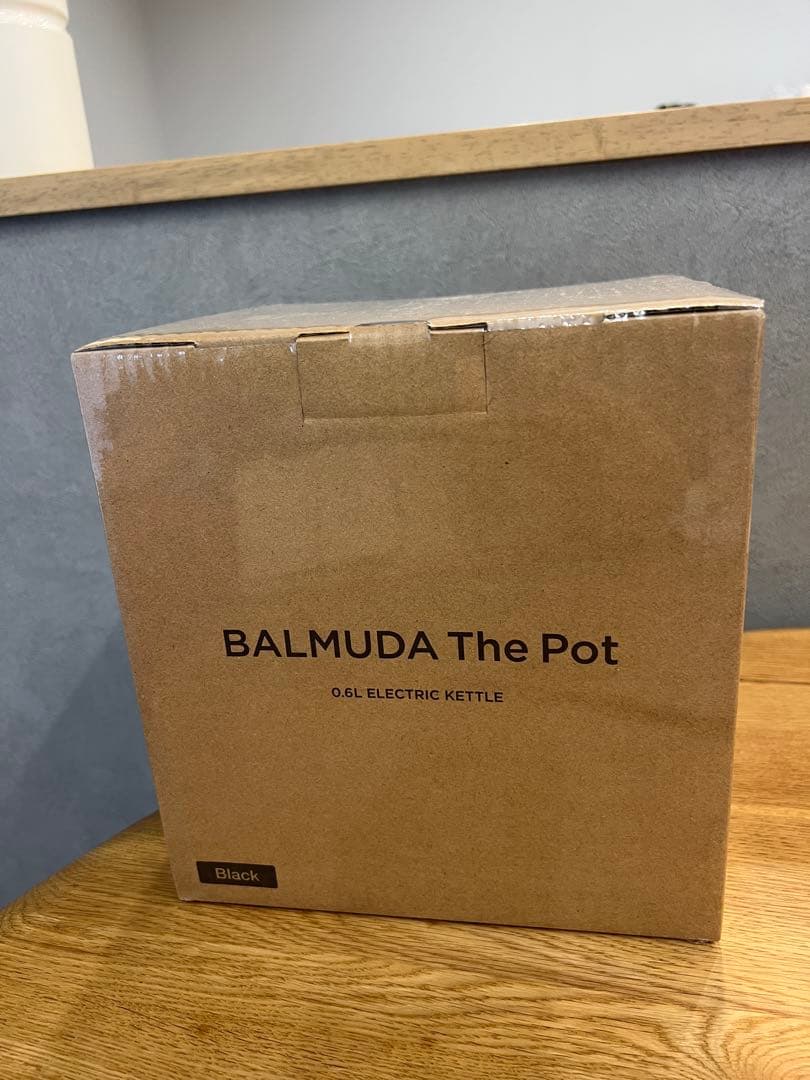 BALMUDA The Pot
0.6L ELECTRIC KETTLE
Black